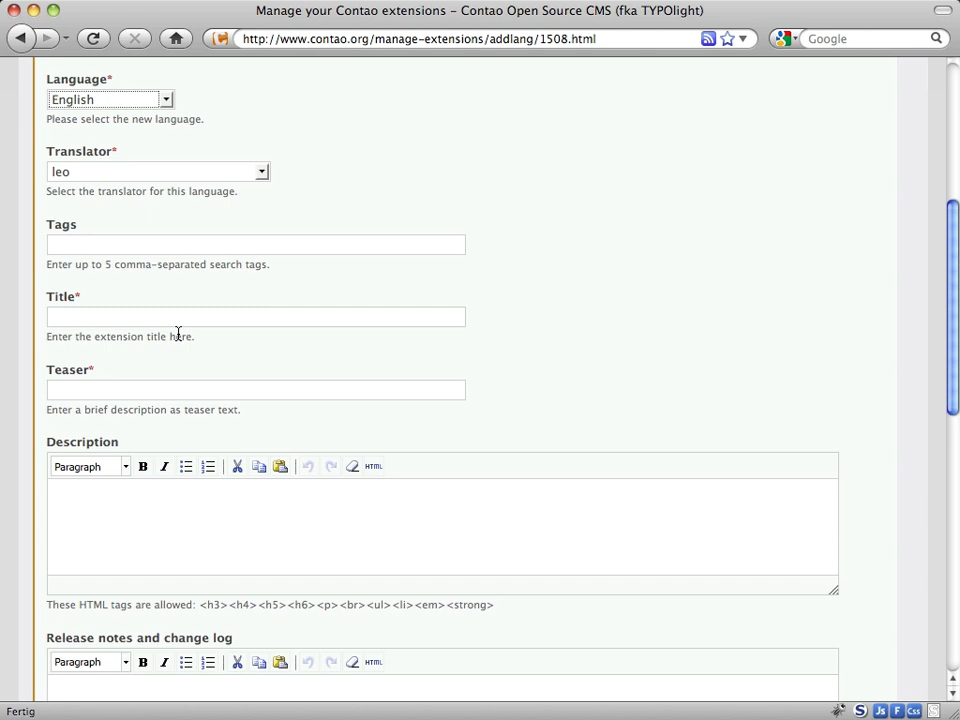 Manage your Contao extensions – Contao Open Source CMS (fka TYPOlight)
http://www.contao.org/manage-extensions/addlang/1508.html
Google
Language*
English
Please select the new language.
Translator*
leo
Select the translator for this language.
Tags
Enter up to 5 comma-separated search tags.
Title*
Enter the extension title here.
Teaser*
Enter a brief description as teaser text.
Description
Paragraph B I HTML
These HTML tags are allowed: <h3><h4><h5><h6><p><br><ul><li><em><strong>
Release notes and change log
Paragraph B I HTML
Fertig
S Js F Css S